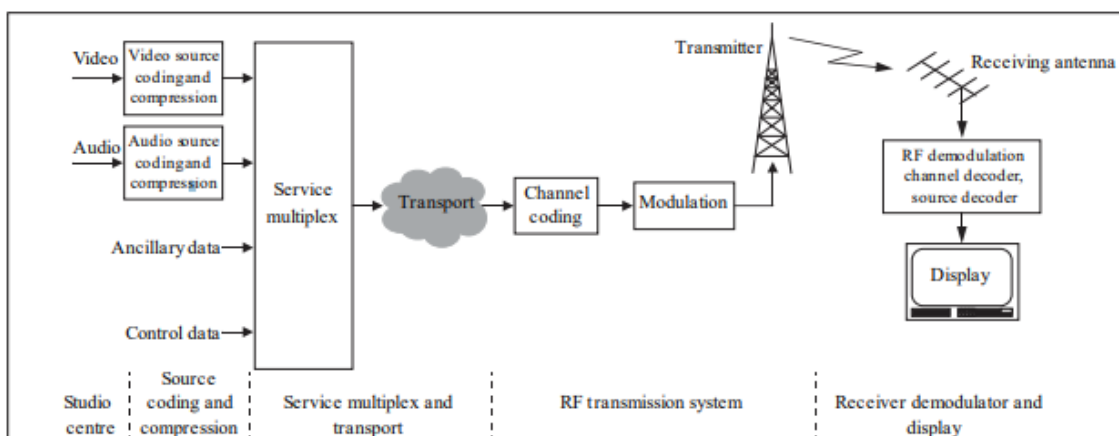 Video
Video source
codingand
compression
Audio
Audio source
codingand
compression
Ancillary data
Control data
Service
multiplex
Transport
Channel
coding
Modulation
Transmitter
Receiving antenna
RF demodulation
channel decoder,
source decoder
Display
Studio
centre
Source
coding and
compression
Service multiplex and
transport
RF transmission system
Receiver demodulator and
display